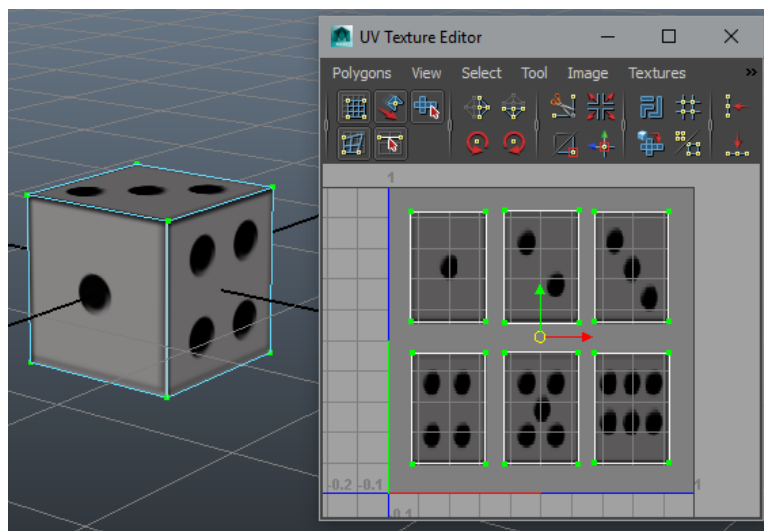 UV Texture Editor
Polygons View Select Tool Image Textures »
1
-0.2 -0.1 1
0.1